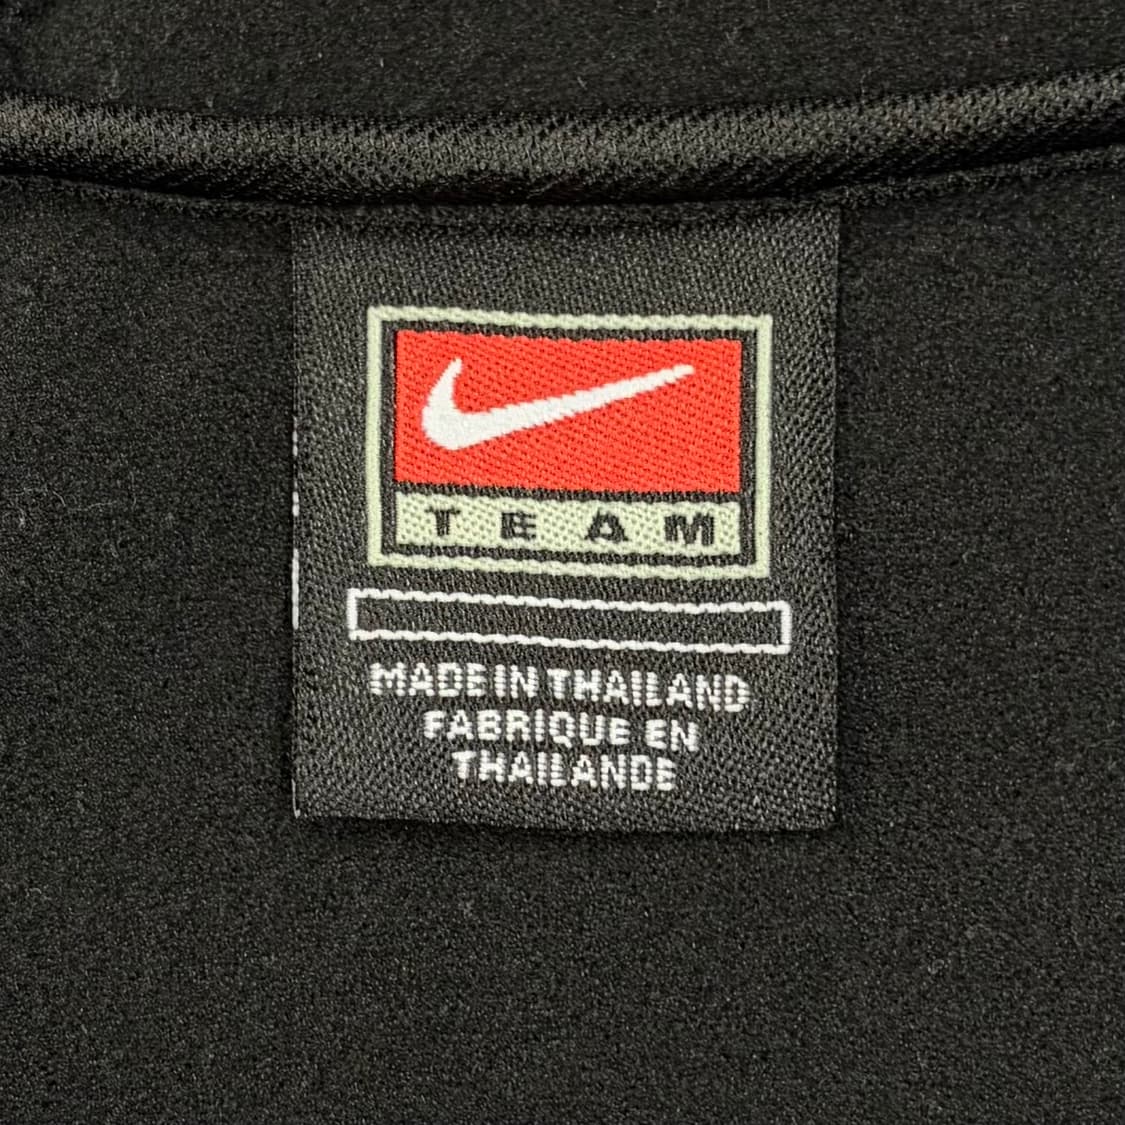 TEAM
MADE IN THAILAND
FABRIQUE EN
THAILANDE